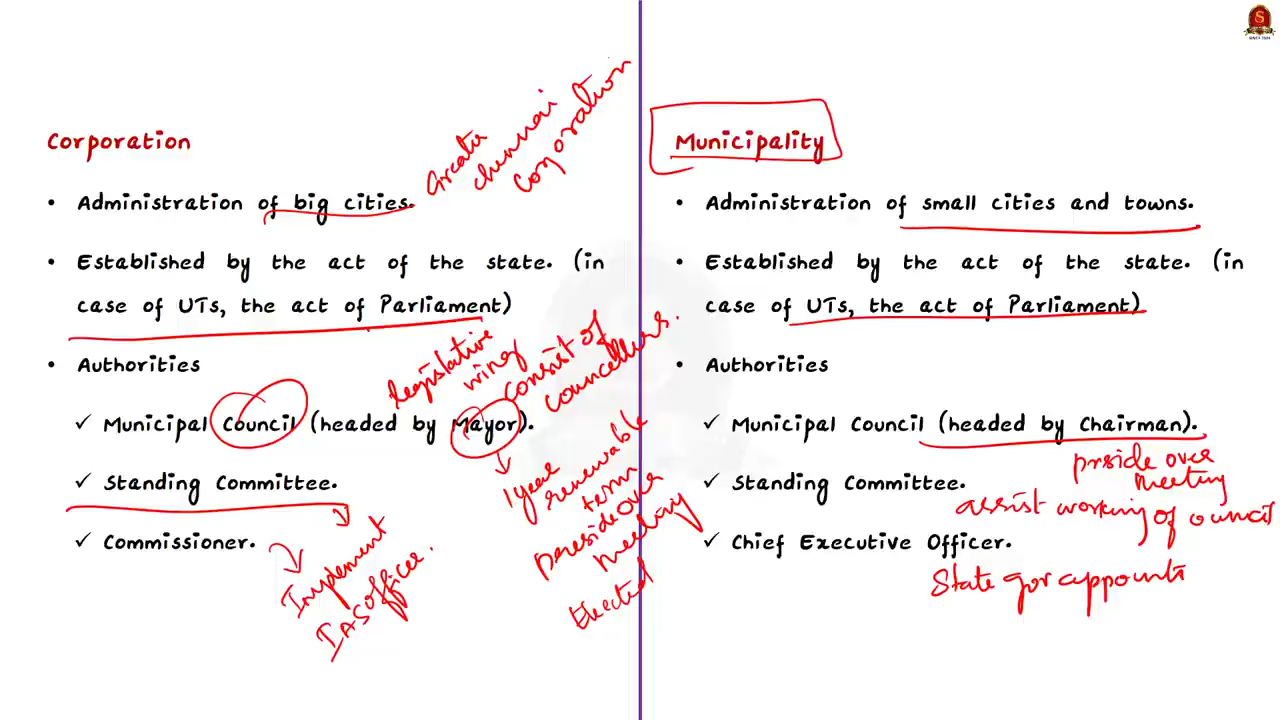 Corporation
• Administration of big cities.
Greater
chennai
corporation
• Established by the act of the state. (in
case of UTs, the act of Parliament)
• Authorities
legislative
wing
consist of
councellers.
✓ Municipal Council (headed by Mayor).
1 year
renewable
term
preside over
meeting
Elected
✓ Standing Committee.
✓ Commissioner.
Implement
IAS officer.
Municipality
• Administration of small cities and towns.
• Established by the act of the state. (in
case of UTs, the act of Parliament)
• Authorities
✓ Municipal Council (headed by Chairman).
prside over
meeting
✓ Standing Committee.
assist working of council
✓ Chief Executive Officer.
State gov appoints